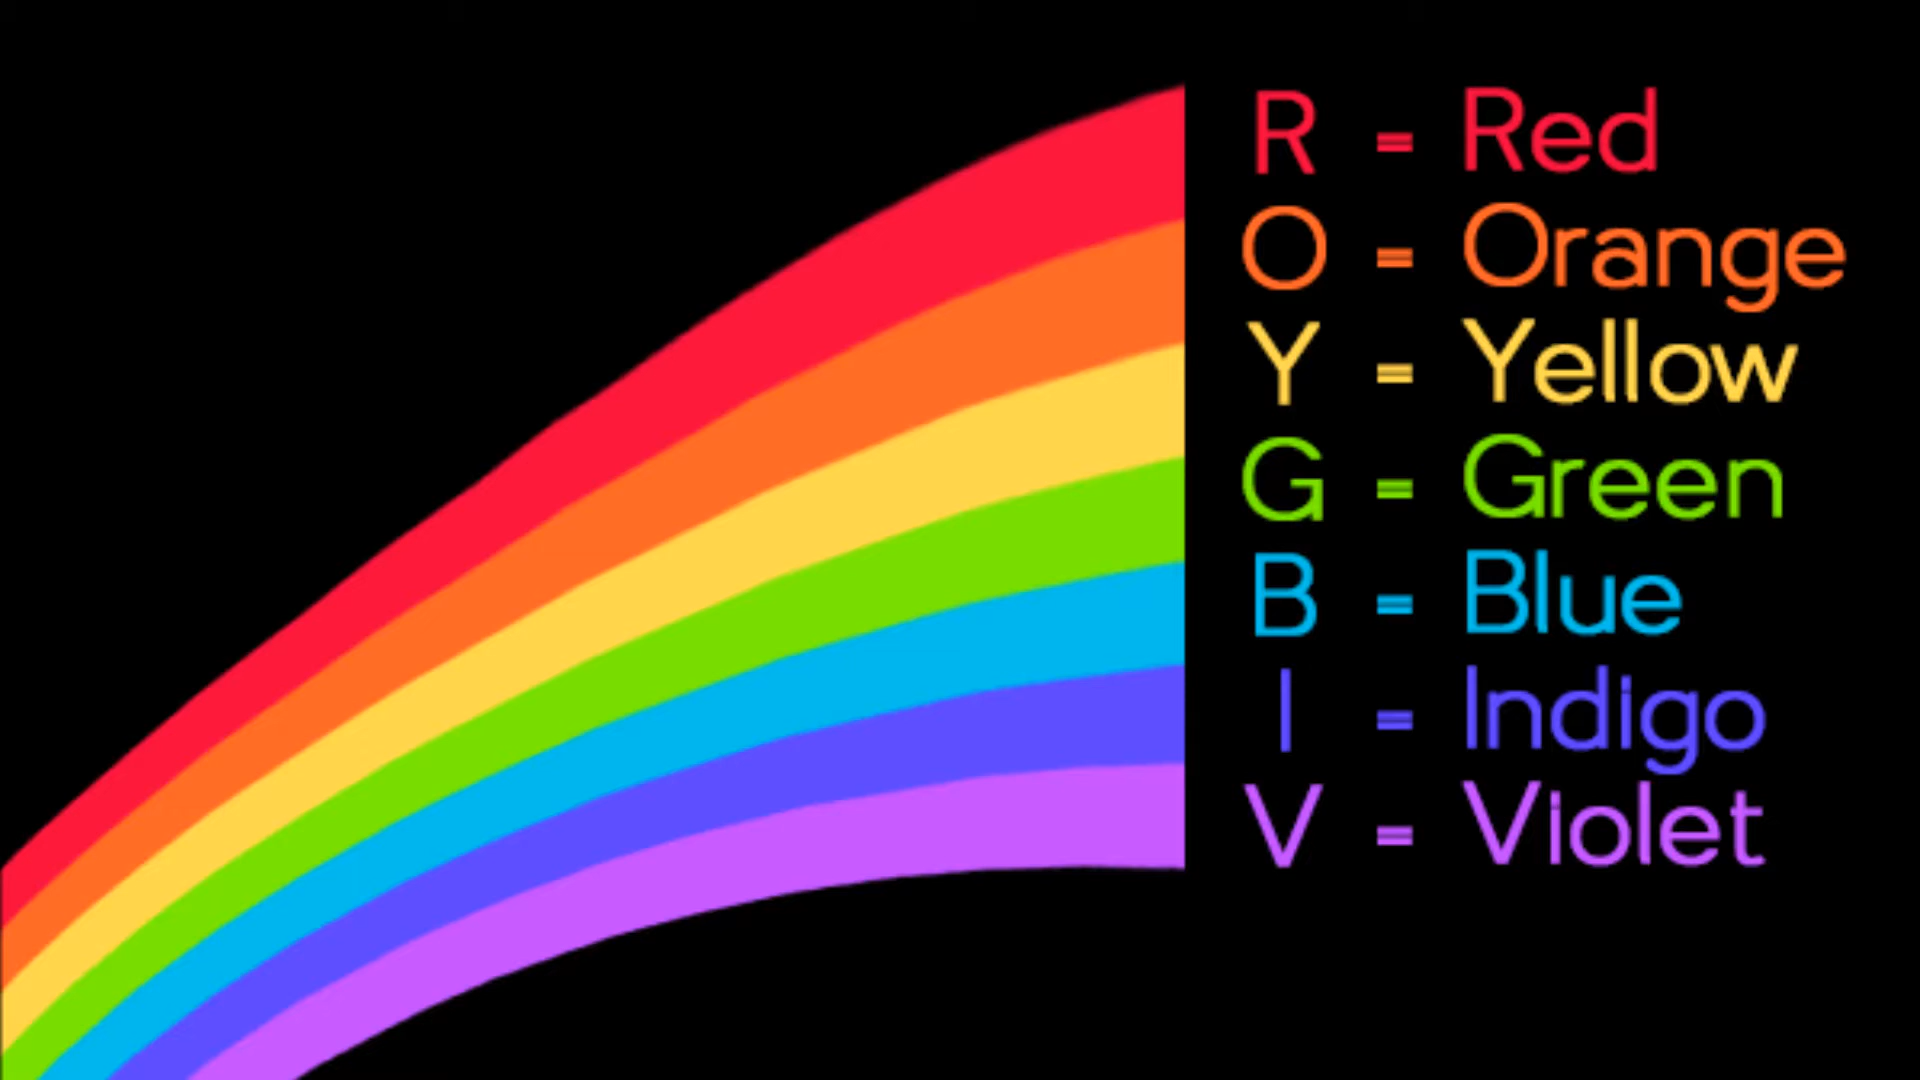 R = Red
O = Orange
Y = Yellow
G = Green
B = Blue
I = Indigo
V = Violet